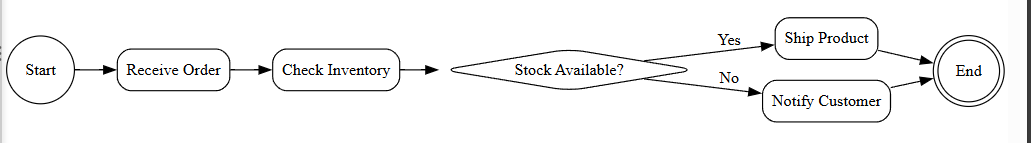 Start
Receive Order
Check Inventory
Stock Available?
Yes
Ship Product
No
Notify Customer
End